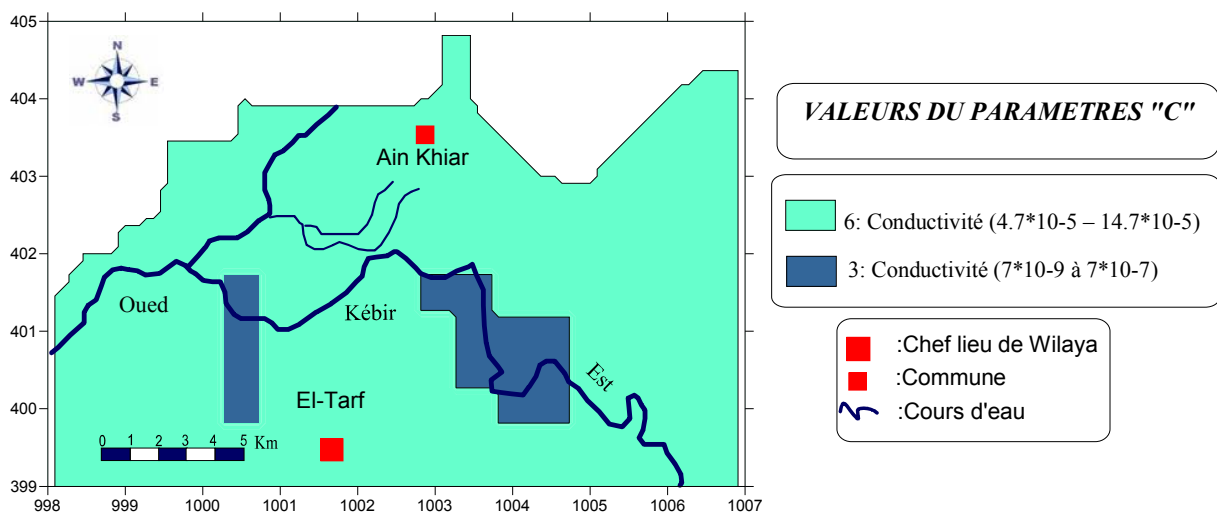 405
404
403
402
401
400
399
998
999
1000
1001
1002
1003
1004
1005
1006
1007
N
W
E
S
Ain Khiar
Oued
Kébir
Est
El-Tarf
0 1 2 3 4 5 Km
VALEURS DU PARAMETRES "C"
6: Conductivité (4.7*10-5 – 14.7*10-5)
3: Conductivité (7*10-9 à 7*10-7)
:Chef lieu de Wilaya
:Commune
:Cours d'eau